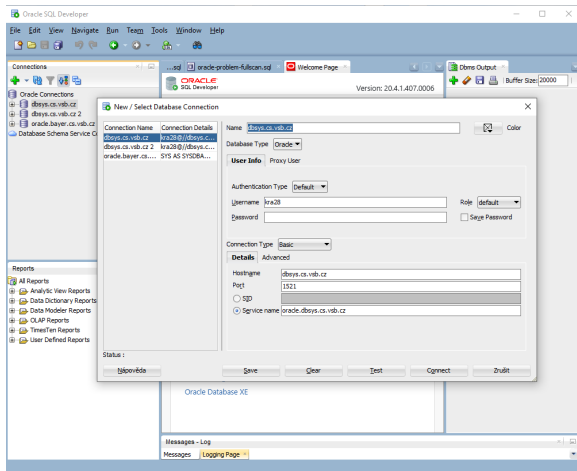 Oracle SQL Developer
File Edit View Navigate Run Team Tools Window Help
Connections
...sql oracle-problem-fullscan.sql Welcome Page
Dbms Output
Buffer Size: 20000
ORACLE
SQL Developer
Version: 20.4.1.407.0006
Oracle Connections
dbsys.cs.vsb.cz
dbsys.cs.vsb.cz 2
oracle.bayer.cs.vsb.cz
Database Schema Service C
New / Select Database Connection
Connection Name Connection Details
dbsys.cs.vsb.cz kra28@//dbsys.c...
dbsys.cs.vsb.cz 2 kra28@//dbsys.c...
oracle.bayer.cs.... SYS AS SYSDBA...
Name dbsys.cs.vsb.cz
Color
Database Type Oracle
User Info Proxy User
Authentication Type Default
Username kra28
Role default
Password
Save Password
Connection Type Basic
Details Advanced
Hostname dbsys.cs.vsb.cz
Port 1521
SID
Service name oracle.dbsys.cs.vsb.cz
Status :
Nápověda Save Clear Test Connect Zrušit
Reports
All Reports
Analytic View Reports
Data Dictionary Reports
Data Modeler Reports
OLAP Reports
TimesTen Reports
User Defined Reports
Oracle Database XE
Messages - Log
Messages Logging Page